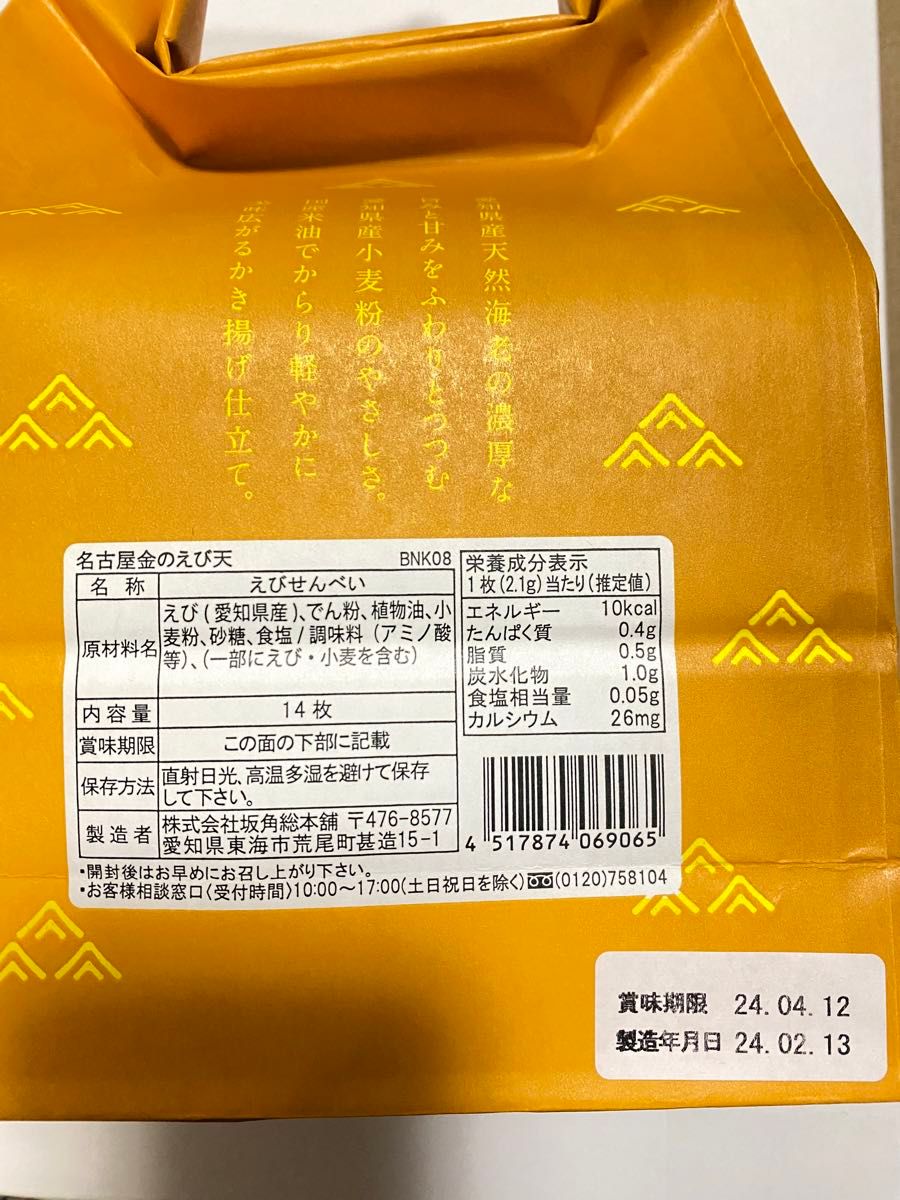 愛知県産天然海老の濃厚な
旨みと甘みをふわりとつつむ
愛知県産小麦粉のやさしさ。
国産米油でからり軽やかに
広がるかき揚げ仕立て。
名古屋金のえび天 BNK08
名称 えびせんべい
原材料名 えび(愛知県産)、でん粉、植物油、小
麦粉、砂糖、食塩/調味料(アミノ酸
等)、(一部にえび・小麦を含む)
内容量 14枚
賞味期限 この面の下部に記載
保存方法 直射日光、高温多湿を避けて保存
して下さい。
製造者 株式会社坂角総本舖 〒476-8577
愛知県東海市荒尾町甚造15-1
・開封後はお早めにお召し上がり下さい。
・お客様相談窓口〈受付時間〉10:00～17:00(土日祝日を除く)(0120)758104
栄養成分表示
1枚(2.1g)当たり(推定値)
エネルギー 10kcal
たんぱく質 0.4g
脂質 0.5g
炭水化物 1.0g
食塩相当量 0.05g
カルシウム 26mg
4 517874 069065
賞味期限 24.04.12
製造年月日 24.02.13